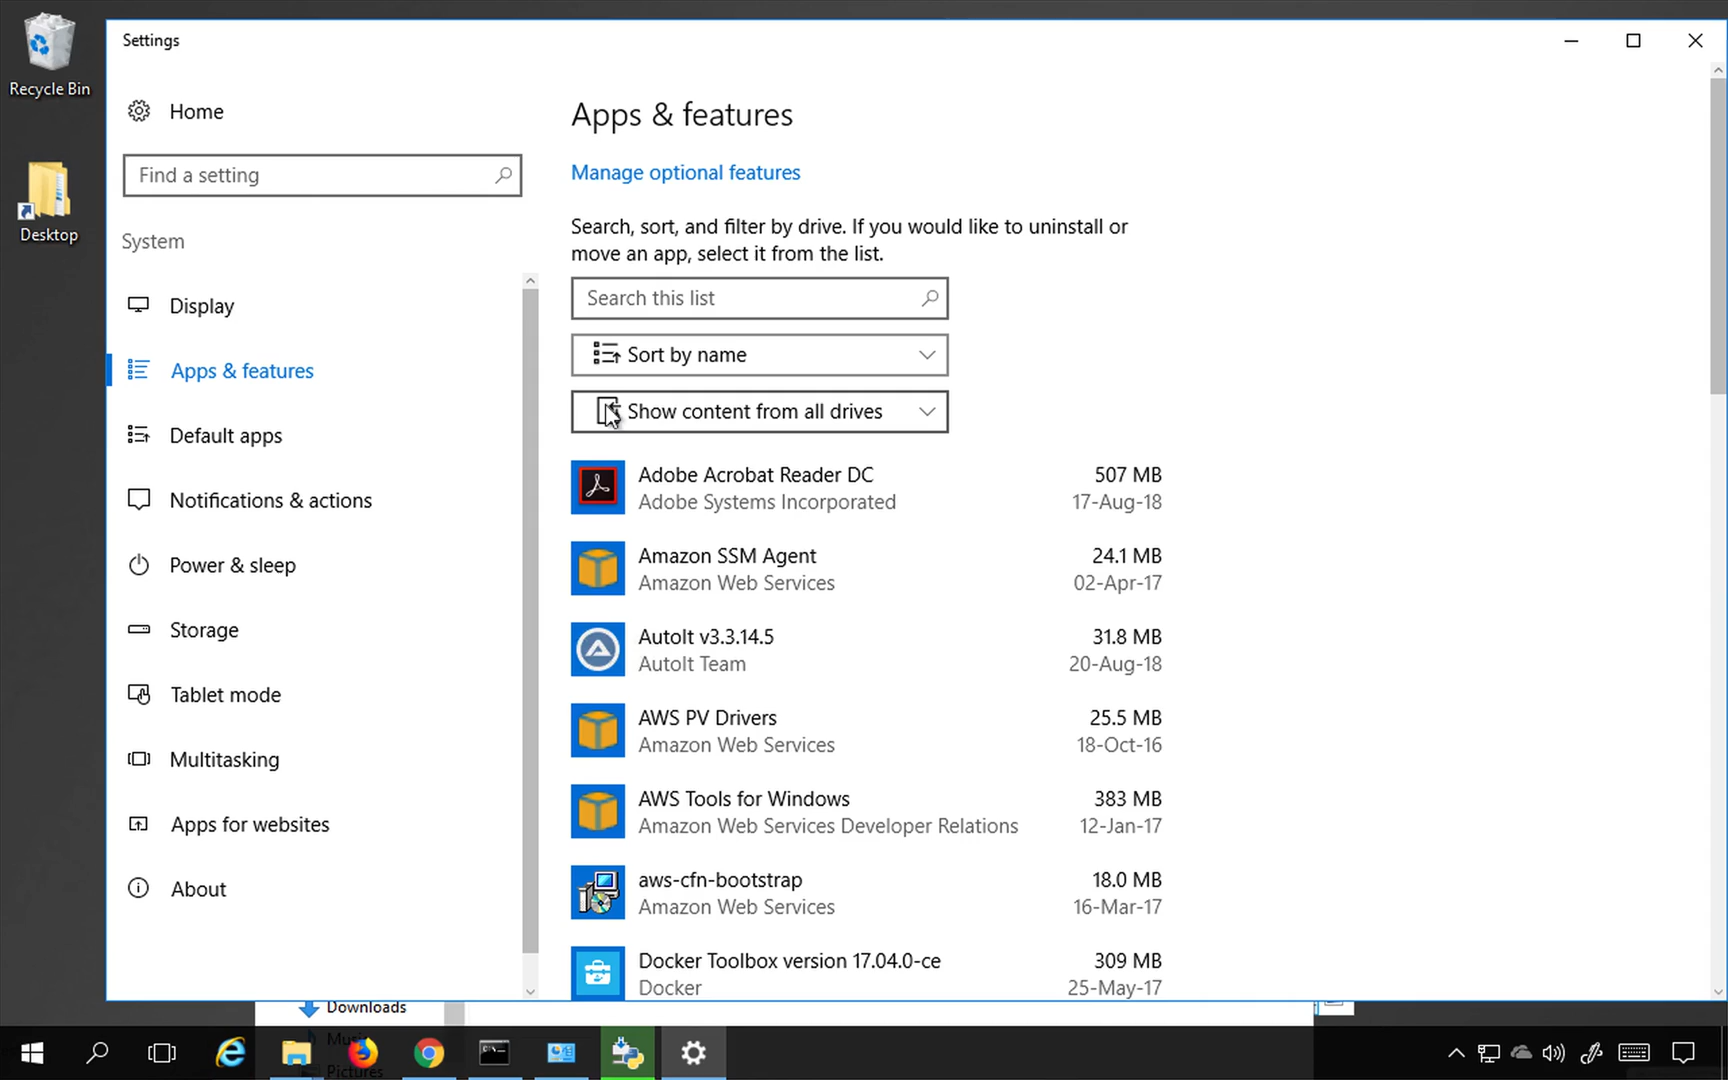 Recycle Bin
Desktop
Settings
Home
Find a setting
System
Display
Apps & features
Default apps
Notifications & actions
Power & sleep
Storage
Tablet mode
Multitasking
Apps for websites
About
Apps & features
Manage optional features
Search, sort, and filter by drive. If you would like to uninstall or
move an app, select it from the list.
Search this list
Sort by name
Show content from all drives
Adobe Acrobat Reader DC 507 MB
Adobe Systems Incorporated 17-Aug-18
Amazon SSM Agent 24.1 MB
Amazon Web Services 02-Apr-17
AutoIt v3.3.14.5 31.8 MB
AutoIt Team 20-Aug-18
AWS PV Drivers 25.5 MB
Amazon Web Services 18-Oct-16
AWS Tools for Windows 383 MB
Amazon Web Services Developer Relations 12-Jan-17
aws-cfn-bootstrap 18.0 MB
Amazon Web Services 16-Mar-17
Docker Toolbox version 17.04.0-ce 309 MB
Docker 25-May-17
Downloads
Pictures